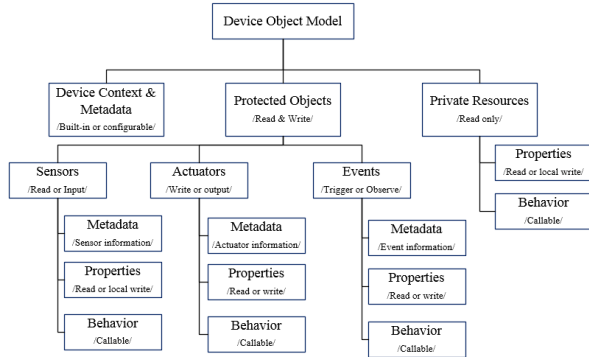 Device Object Model
Device Context &
Metadata
/Built-in or configurable/
Protected Objects
/Read & Write/
Private Resources
/Read only/
Properties
/Read or local write/
Behavior
/Callable/
Sensors
/Read or Input/
Metadata
/Sensor information/
Properties
/Read or local write/
Behavior
/Callable/
Actuators
/Write or output/
Metadata
/Actuator information/
Properties
/Read or write/
Behavior
/Callable/
Events
/Trigger or Observe/
Metadata
/Event information/
Properties
/Read or write/
Behavior
/Callable/